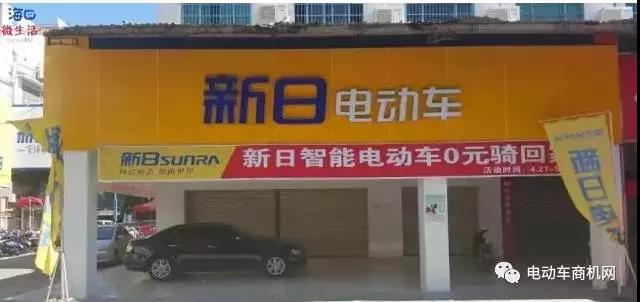 海口
微生活
新日电动车
新日SUNRA
新日智能电动车0元骑回
活动时间：4.27-
新日
电动车商机网